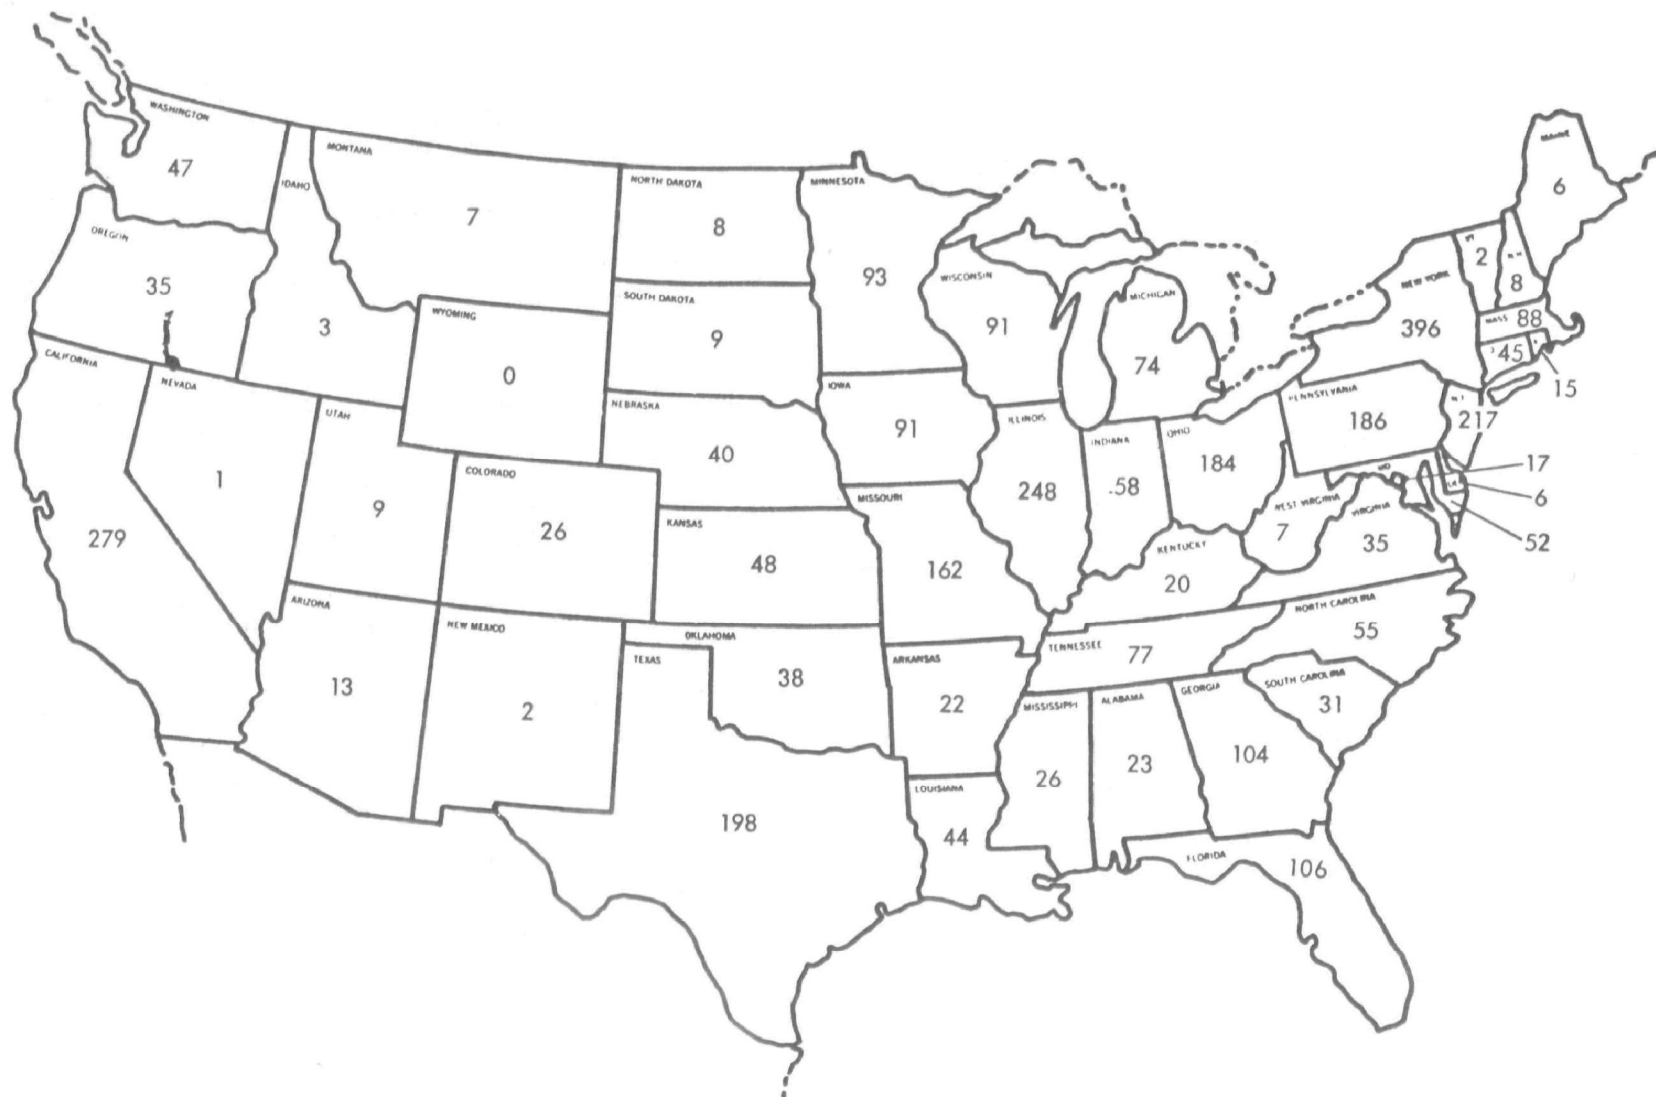 WASHINGTON
47
OREGON
35
CALIFORNIA
279
IDAHO
3
NEVADA
1
MONTANA
7
WYOMING
0
UTAH
9
COLORADO
26
ARIZONA
13
NEW MEXICO
2
NORTH DAKOTA
8
SOUTH DAKOTA
9
NEBRASKA
40
KANSAS
48
OKLAHOMA
38
TEXAS
198
MINNESOTA
93
IOWA
91
MISSOURI
162
ARKANSAS
22
LOUISIANA
44
WISCONSIN
91
ILLINOIS
248
MICHIGAN
74
INDIANA
58
OHIO
184
KENTUCKY
20
TENNESSEE
77
MISSISSIPPI
26
ALABAMA
23
GEORGIA
104
FLORIDA
106
SOUTH CAROLINA
31
NORTH CAROLINA
55
VIRGINIA
35
WEST VIRGINIA
7
PENNSYLVANIA
186
NEW YORK
396
MAINE
6
VT
2
8
MASS 88
45
15
N J
217
MD
17
6
52